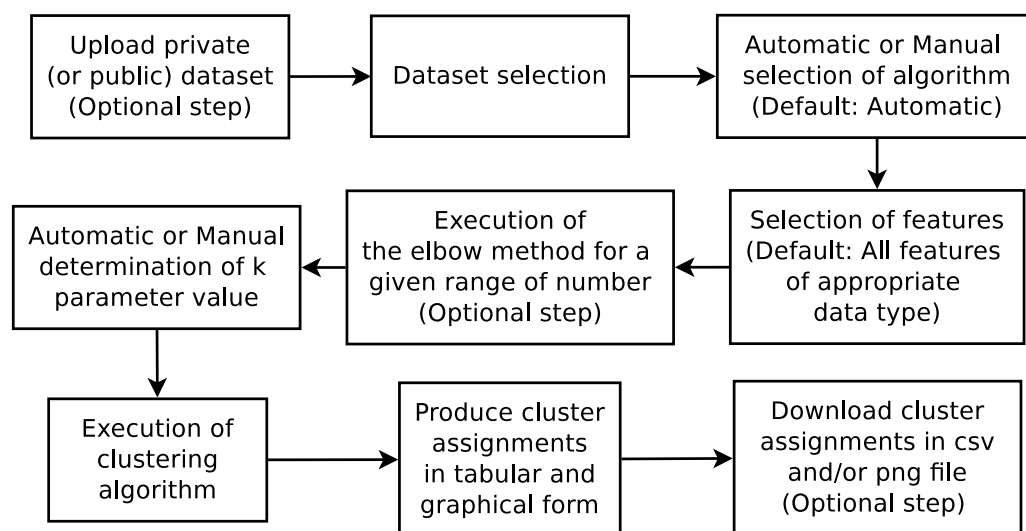 Upload private
(or public) dataset
(Optional step)
Dataset selection
Automatic or Manual
selection of algorithm
(Default: Automatic)
Selection of features
(Default: All features
of appropriate
data type)
Execution of
the elbow method for a
given range of number
(Optional step)
Automatic or Manual
determination of k
parameter value
Execution of
clustering
algorithm
Produce cluster
assignments
in tabular and
graphical form
Download cluster
assignments in csv
and/or png file
(Optional step)